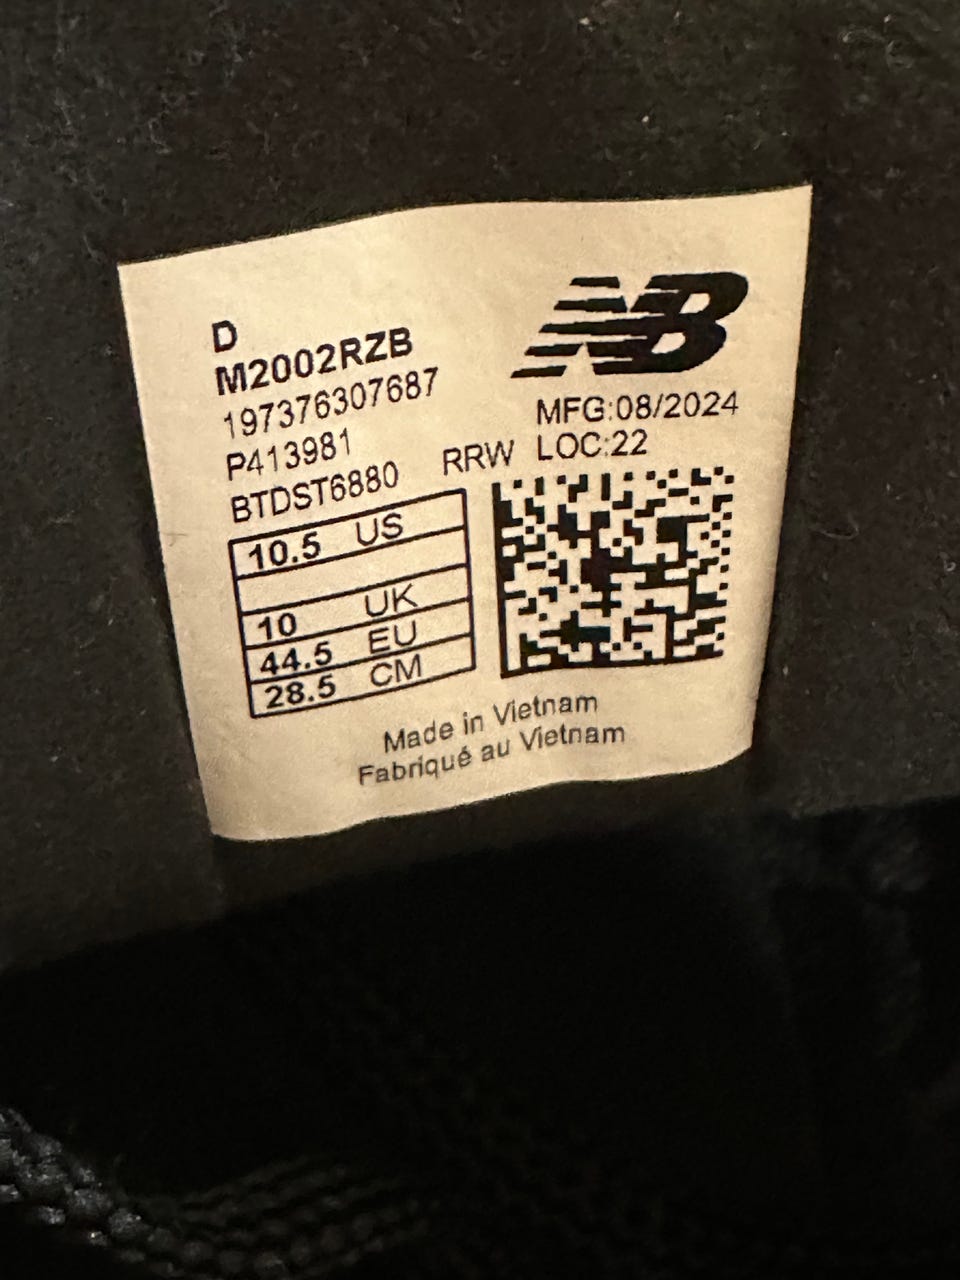 D
M2002RZB
197376307687
P413981
BTDST6880
RRW
NB
MFG:08/2024
LOC:22
10.5 US
10 UK
44.5 EU
28.5 CM
Made in Vietnam
Fabriqué au Vietnam